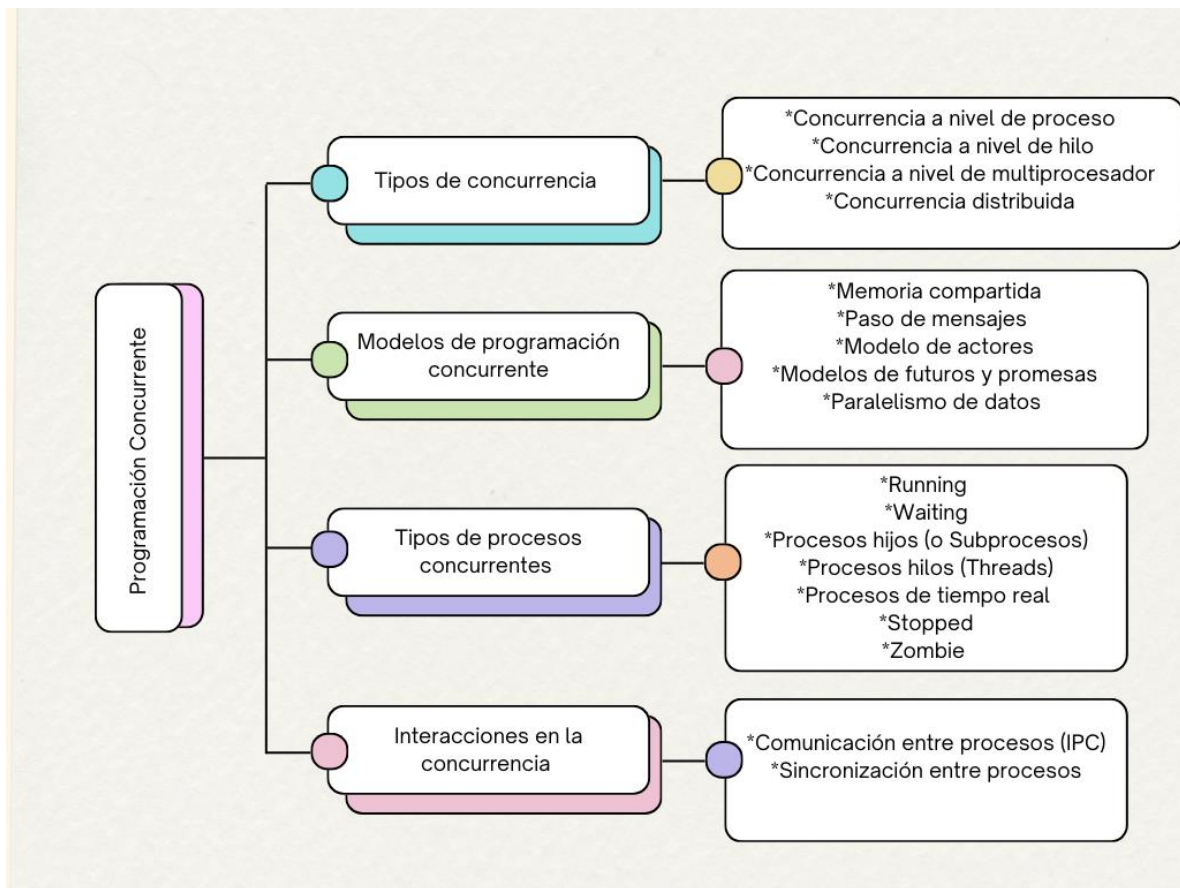 Programación Concurrente
Tipos de concurrencia
*Concurrencia a nivel de proceso
*Concurrencia a nivel de hilo
*Concurrencia a nivel de multiprocesador
*Concurrencia distribuida
Modelos de programación
concurrente
*Memoria compartida
*Paso de mensajes
*Modelo de actores
*Modelos de futuros y promesas
*Paralelismo de datos
Tipos de procesos
concurrentes
*Running
*Waiting
*Procesos hijos (o Subprocesos)
*Procesos hilos (Threads)
*Procesos de tiempo real
*Stopped
*Zombie
Interacciones en la
concurrencia
*Comunicación entre procesos (IPC)
*Sincronización entre procesos